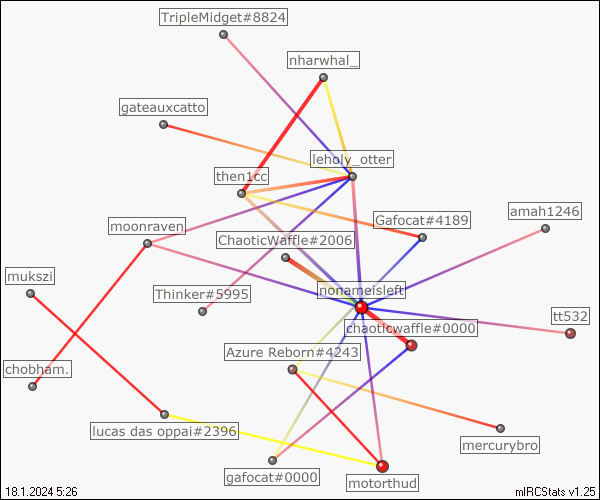 TripleMidget#8824
nharwhal_
gateauxcatto
leholy_otter
then1cc
amah1246
Gafocat#4189
moonraven
ChaoticWaffle#2006
mukszi
Thinker#5995
nonameisleft
tt532
chaoticwaffle#0000
Azure Reborn#4243
chobham.
lucas das oppai#2396
mercurybro
gafocat#0000
motorthud
18.1.2024 5:26
mIRCStats v1.25